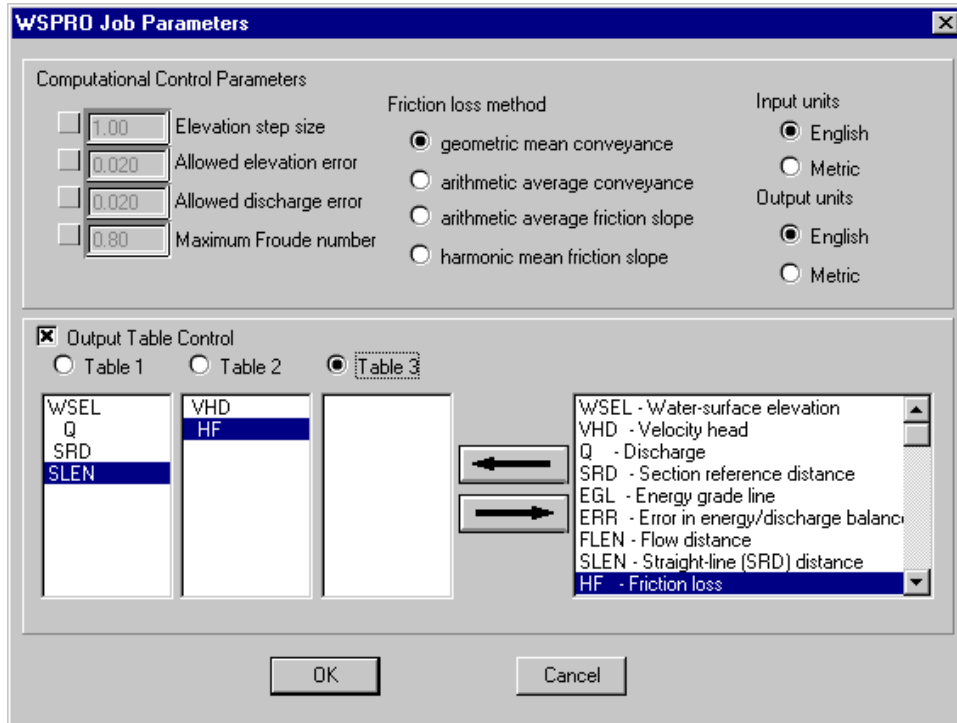 WSPRO Job Parameters
Computational Control Parameters
1.00 Elevation step size
0.020 Allowed elevation error
0.020 Allowed discharge error
0.80 Maximum Froude number
Friction loss method
geometric mean conveyance
arithmetic average conveyance
arithmetic average friction slope
harmonic mean friction slope
Input units
English
Metric
Output units
English
Metric
Output Table Control
Table 1 Table 2 Table 3
WSEL
Q
SRD
SLEN
VHD
HF
WSEL - Water-surface elevation
VHD - Velocity head
Q - Discharge
SRD - Section reference distance
EGL - Energy grade line
ERR - Error in energy/discharge balanc
FLEN - Flow distance
SLEN - Straight-line (SRD) distance
HF - Friction loss
OK Cancel